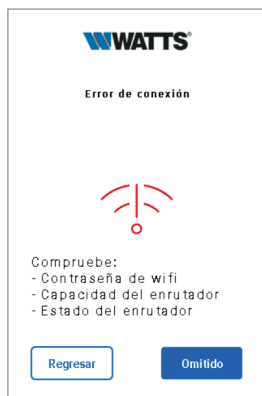 WATTS®
Error de conexión
Compruebe:
- Contraseña de wifi
- Capacidad del enrutador
- Estado del enrutador
Regresar
Omitido